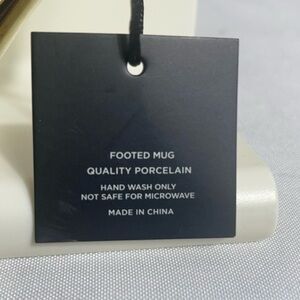 FOOTED MUG
QUALITY PORCELAIN
HAND WASH ONLY
NOT SAFE FOR MICROWAVE
MADE IN CHINA